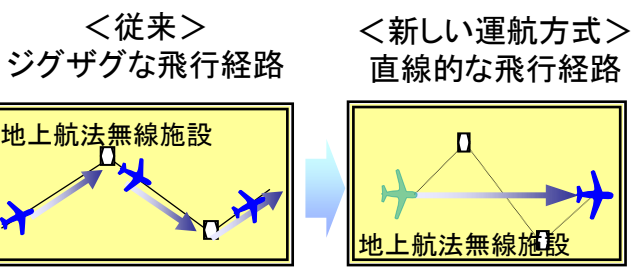 ＜従来＞
ジグザグな飛行経路
地上航法無線施設
＜新しい運航方式＞
直線的な飛行経路
地上航法無線施設